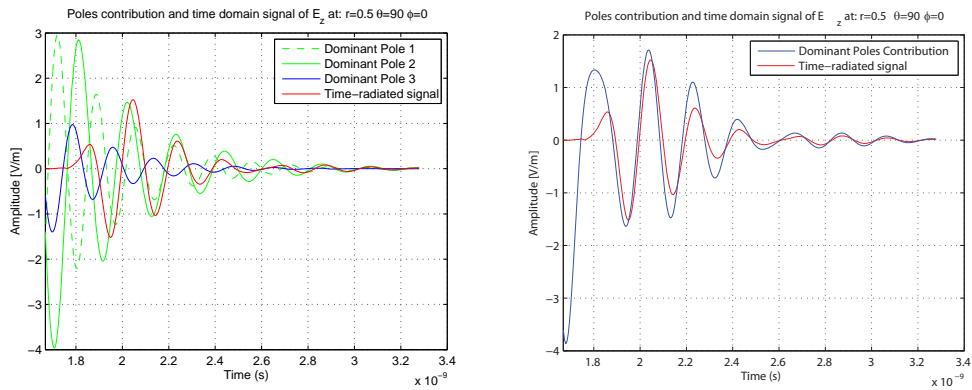 Poles contribution and time domain signal of E_z at: r=0.5 θ=90 ϕ=0
3
2
1
0
−1
−2
−3
−4
Amplitude [V/m]
Dominant Pole 1
Dominant Pole 2
Dominant Pole 3
Time−radiated signal
1.8 2 2.2 2.4 2.6 2.8 3 3.2 3.4
Time (s)
x 10⁻⁹
Poles contribution and time domain signal of E z at: r=0.5 θ=90 ϕ=0
2
1
0
−1
−2
−3
−4
Amplitude [V/m]
Dominant Poles Contribution
Time−radiated signal
1.8 2 2.2 2.4 2.6 2.8 3 3.2 3.4
Time (s)
x 10⁻⁹